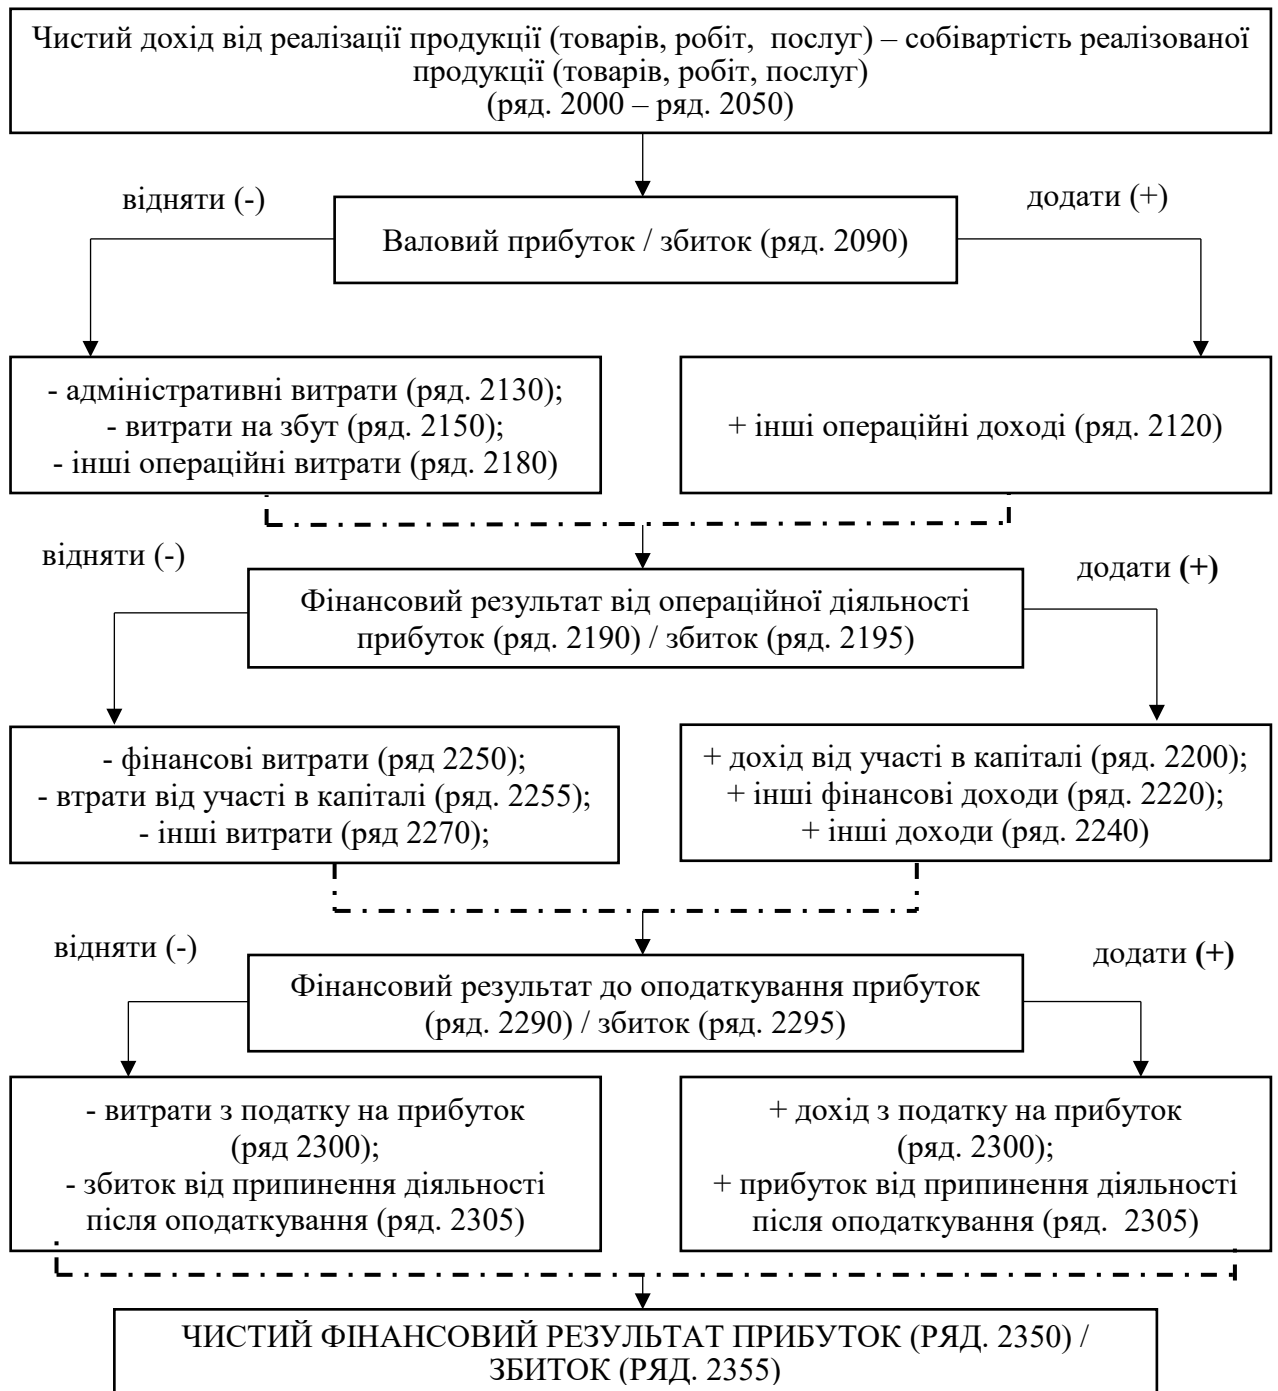 Чистий дохід від реалізації продукції (товарів, робіт, послуг) – собівартість реалізованої
продукції (товарів, робіт, послуг)
(ряд. 2000 – ряд. 2050)
відняти (-)
додати (+)
Валовий прибуток / збиток (ряд. 2090)
- адміністративні витрати (ряд. 2130);
- витрати на збут (ряд. 2150);
- інші операційні витрати (ряд. 2180)
+ інші операційні доході (ряд. 2120)
відняти (-)
додати (+)
Фінансовий результат від операційної діяльності
прибуток (ряд. 2190) / збиток (ряд. 2195)
- фінансові витрати (ряд 2250);
- втрати від участі в капіталі (ряд. 2255);
- інші витрати (ряд 2270);
+ дохід від участі в капіталі (ряд. 2200);
+ інші фінансові доходи (ряд. 2220);
+ інші доходи (ряд. 2240)
відняти (-)
додати (+)
Фінансовий результат до оподаткування прибуток
(ряд. 2290) / збиток (ряд. 2295)
- витрати з податку на прибуток
(ряд 2300);
- збиток від припинення діяльності
після оподаткування (ряд. 2305)
+ дохід з податку на прибуток
(ряд. 2300);
+ прибуток від припинення діяльності
після оподаткування (ряд. 2305)
ЧИСТИЙ ФІНАНСОВИЙ РЕЗУЛЬТАТ ПРИБУТОК (РЯД. 2350) /
ЗБИТОК (РЯД. 2355)